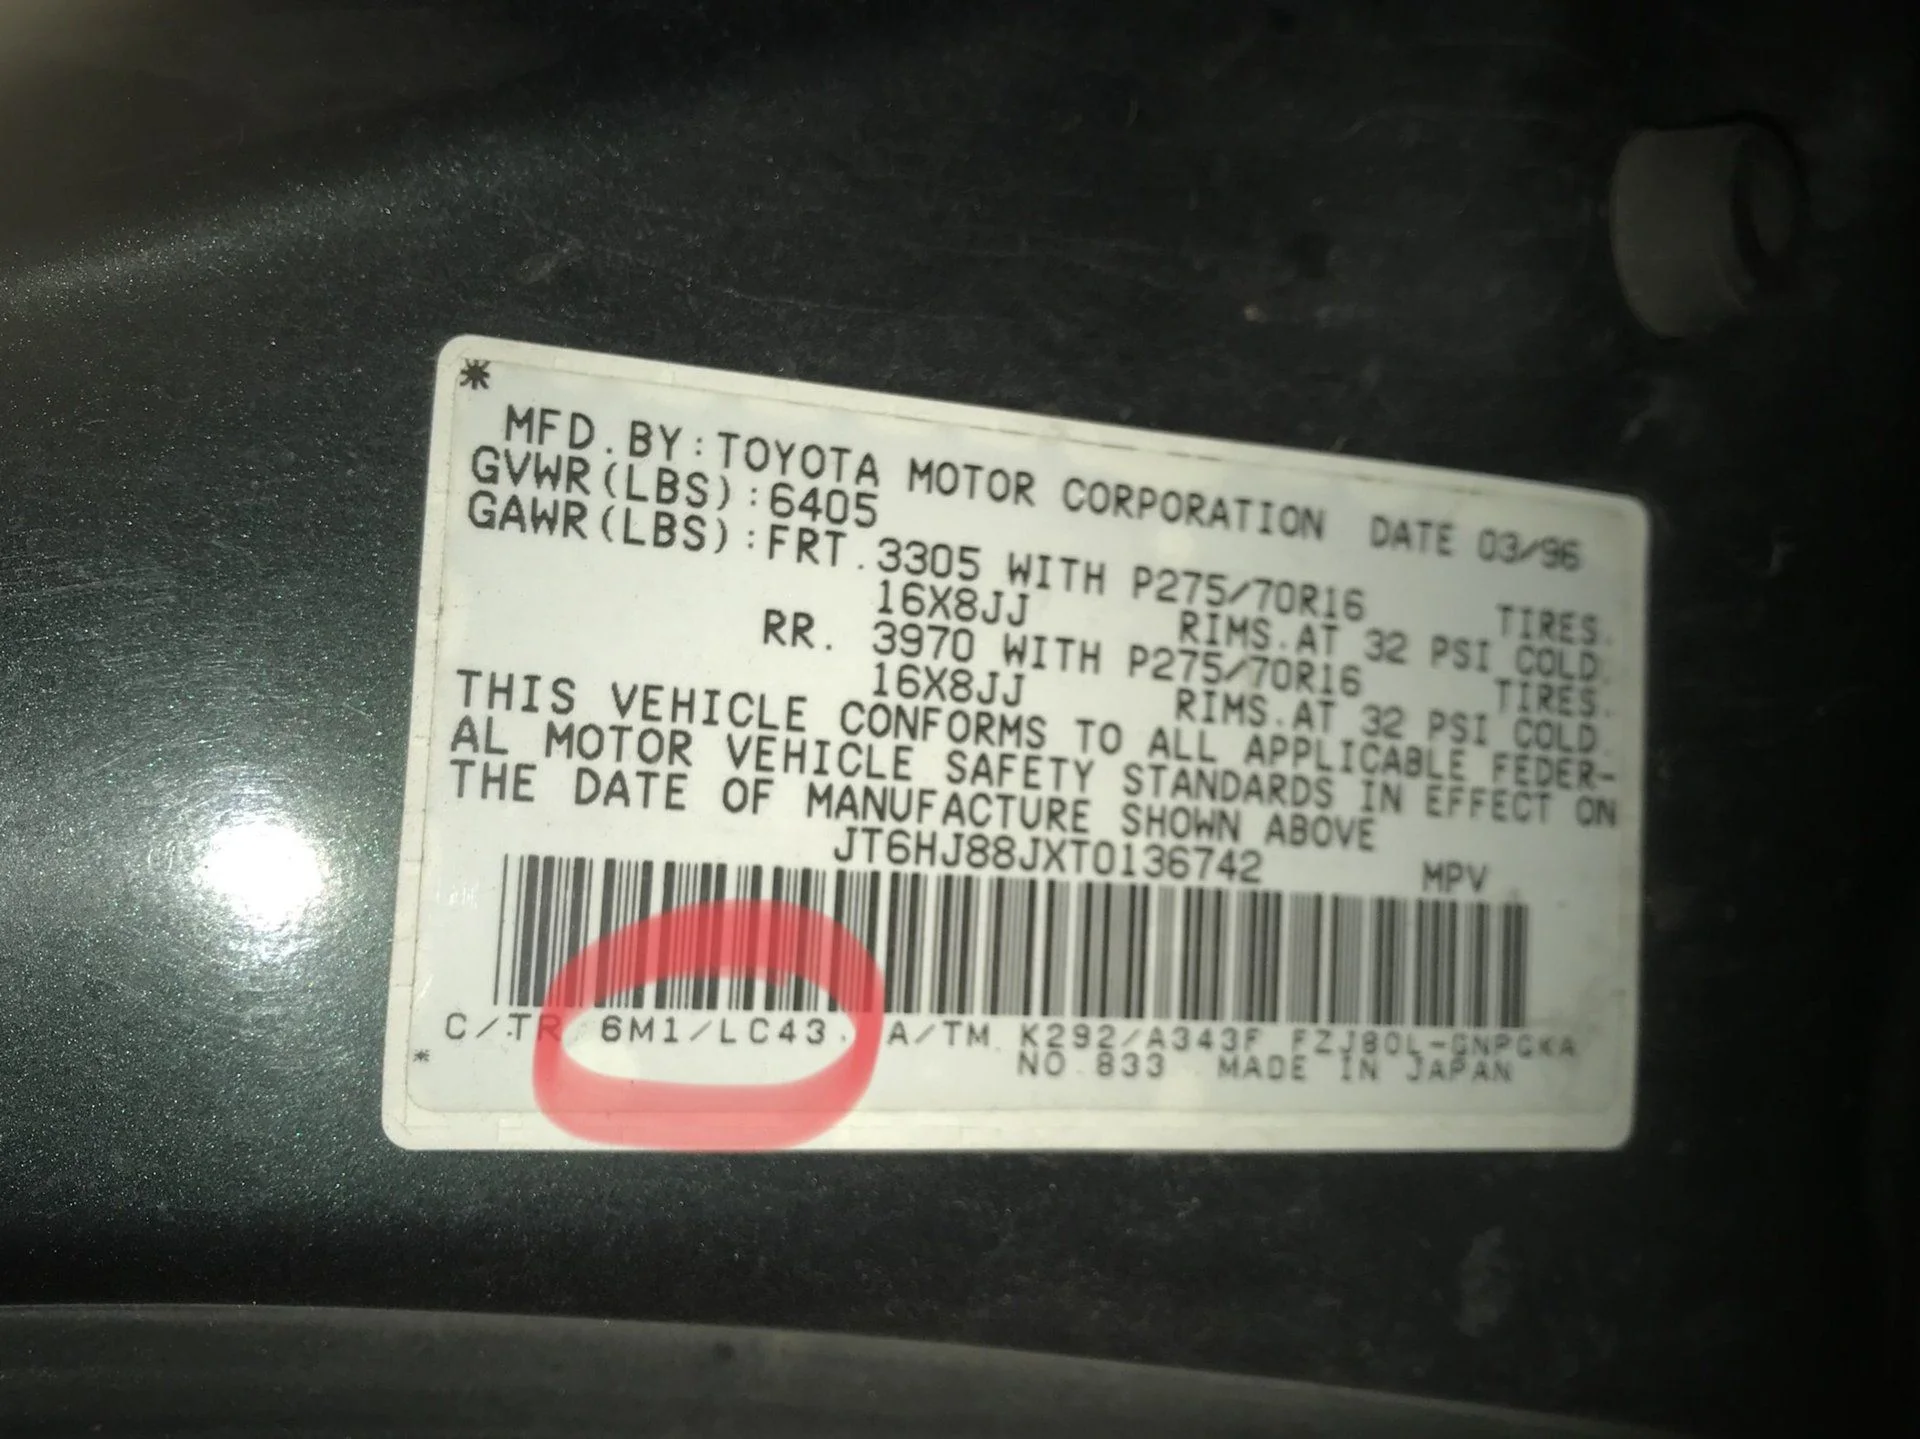 MFD.BY:TOYOTA MOTOR CORPORATION DATE 03/96
GVWR(LBS):6405
GAWR(LBS):FRT.3305 WITH P275/70R16 TIRES.
16X8JJ RIMS.AT 32 PSI COLD.
RR. 3970 WITH P275/70R16 TIRES.
16X8JJ RIMS.AT 32 PSI COLD.
THIS VEHICLE CONFORMS TO ALL APPLICABLE FEDER-
AL MOTOR VEHICLE SAFETY STANDARDS IN EFFECT ON
THE DATE OF MANUFACTURE SHOWN ABOVE
JT6HJ88JXT0136742 MPV
C/TR 6M1/LC43. A/TM K292/A343F FZJ80L-GNPGKA
NO.833 MADE IN JAPAN